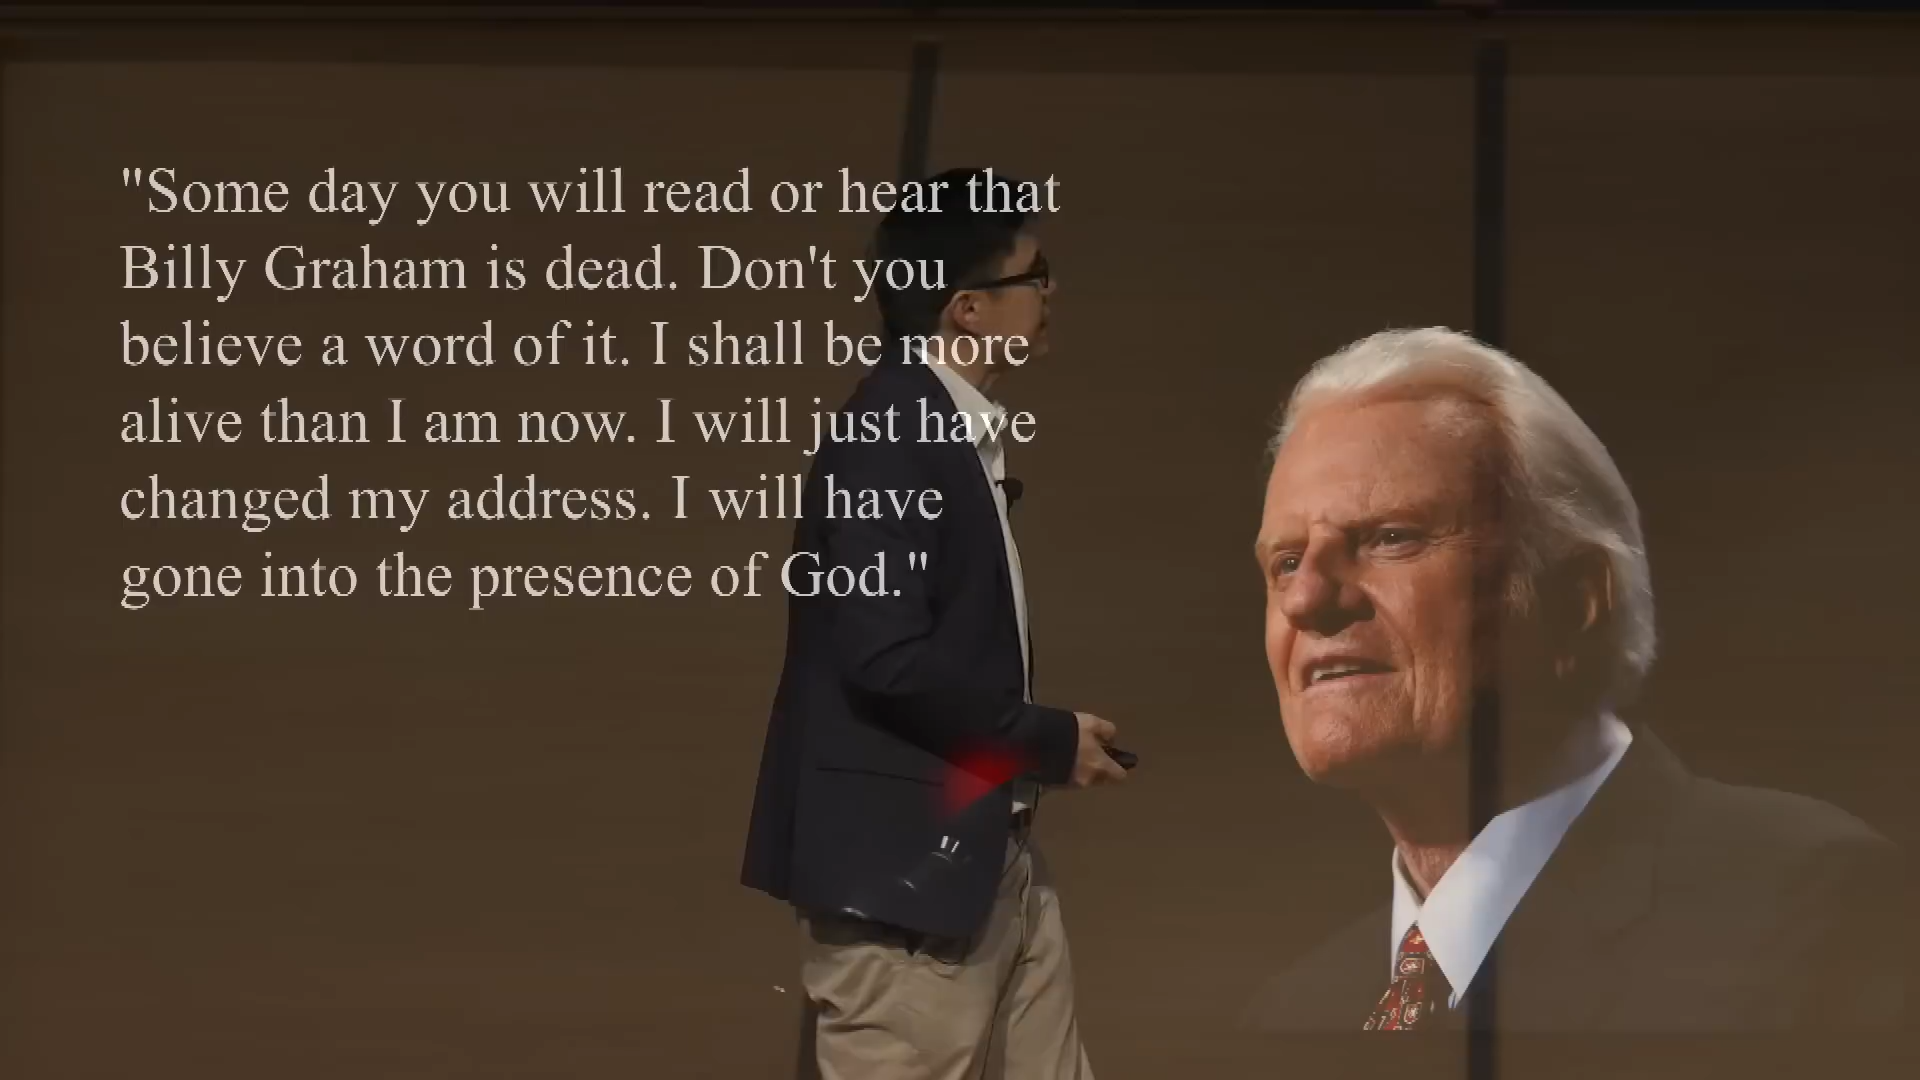 "Some day you will read or hear that
Billy Graham is dead. Don't you
believe a word of it. I shall be more
alive than I am now. I will just have
changed my address. I will have
gone into the presence of God."